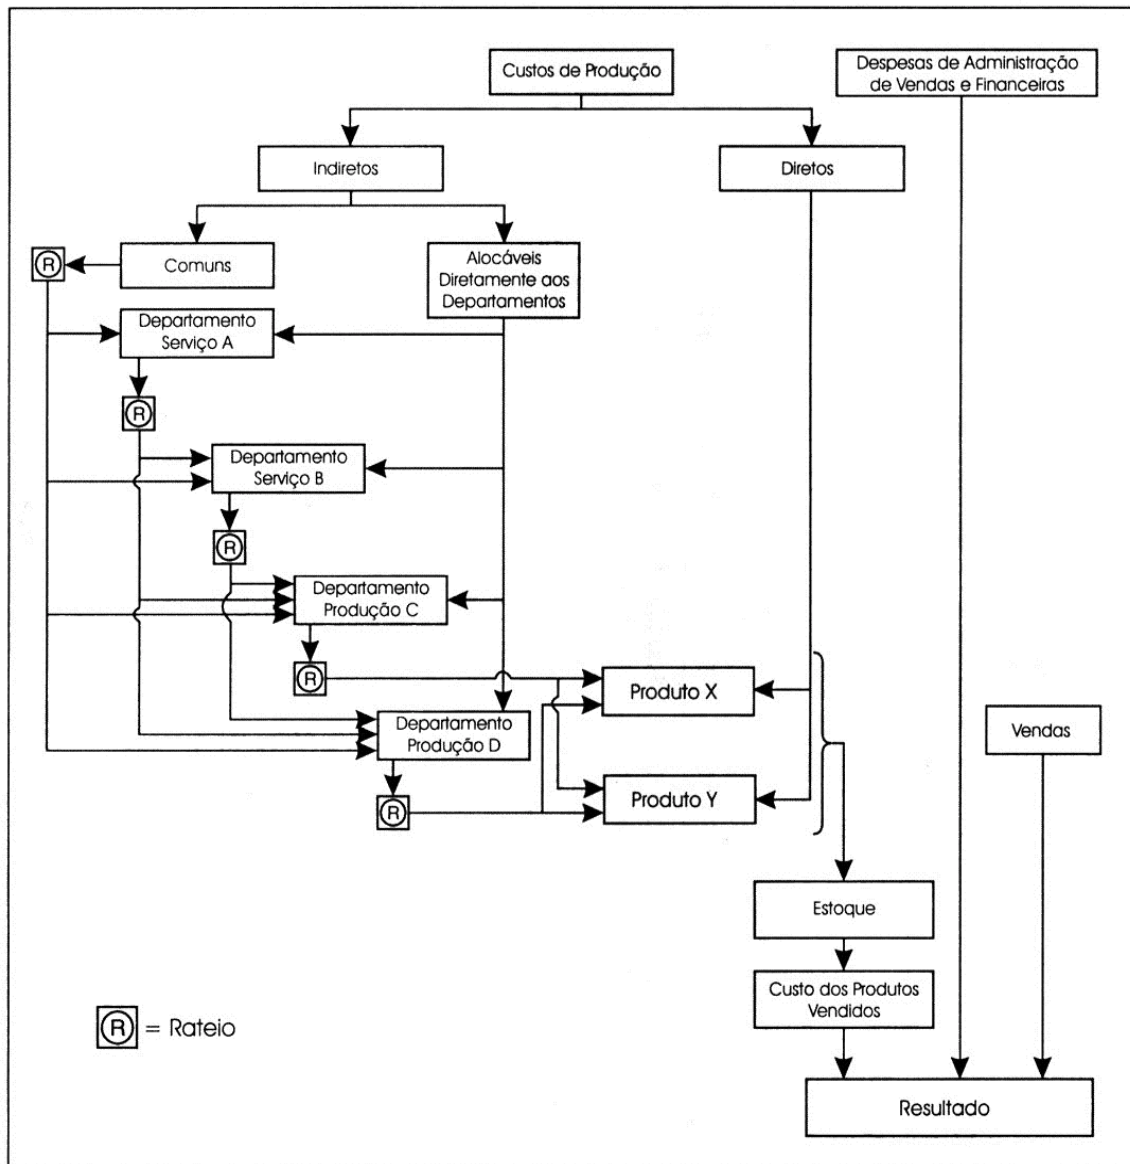 Custos de Produção
Despesas de Administração
de Vendas e Financeiras
Indiretos
Diretos
R
Comuns
Alocáveis
Diretamente aos
Departamentos
Departamento
Serviço A
R
Departamento
Serviço B
R
Departamento
Produção C
R
Produto X
Departamento
Produção D
Vendas
R
Produto Y
Estoque
Custo dos Produtos
Vendidos
R = Rateio
Resultado